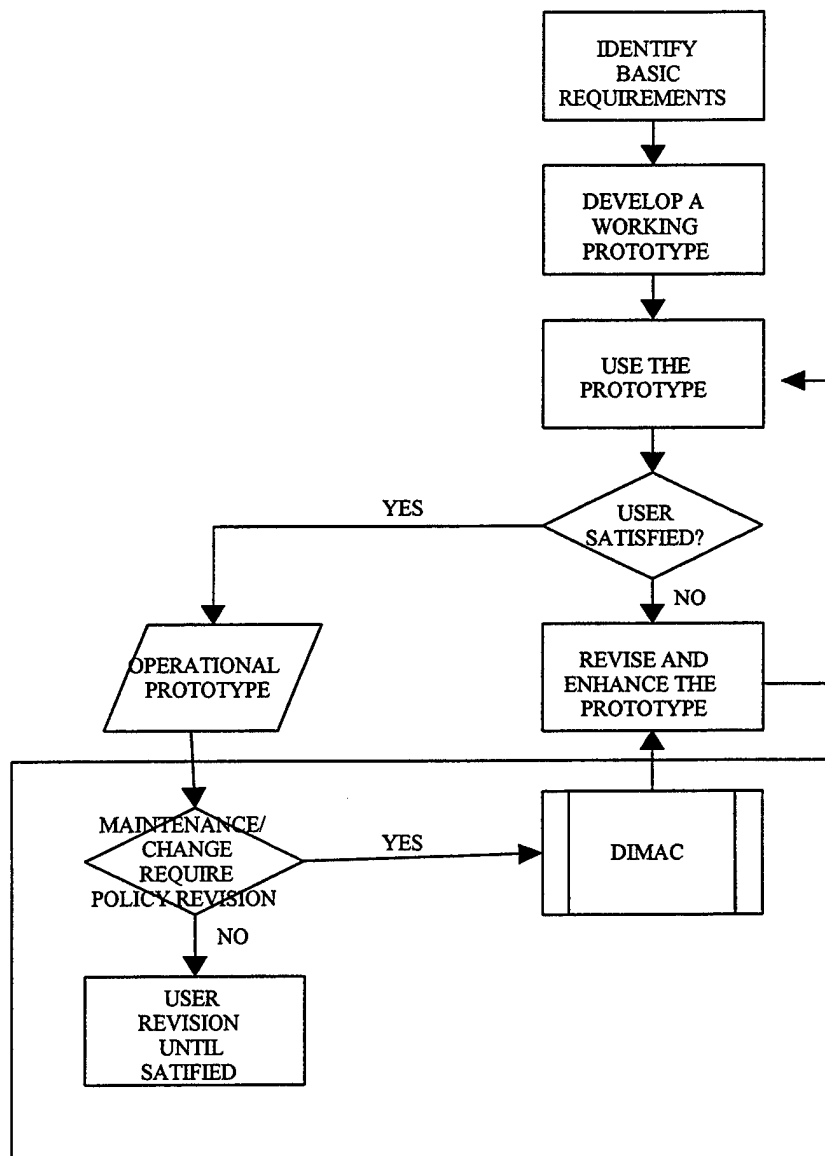 IDENTIFY
BASIC
REQUIREMENTS
DEVELOP A
WORKING
PROTOTYPE
USE THE
PROTOTYPE
YES
USER
SATISFIED?
NO
OPERATIONAL
PROTOTYPE
REVISE AND
ENHANCE THE
PROTOTYPE
MAINTENANCE/
CHANGE
REQUIRE
POLICY REVISION
YES
DIMAC
NO
USER
REVISION
UNTIL
SATIFIED